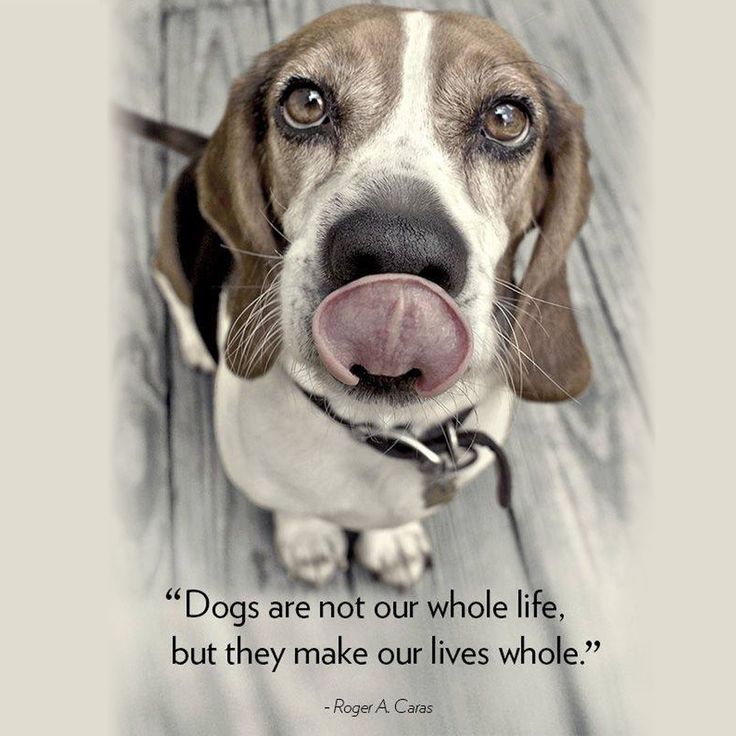 “Dogs are not our whole life,
but they make our lives whole.”
- Roger A. Caras